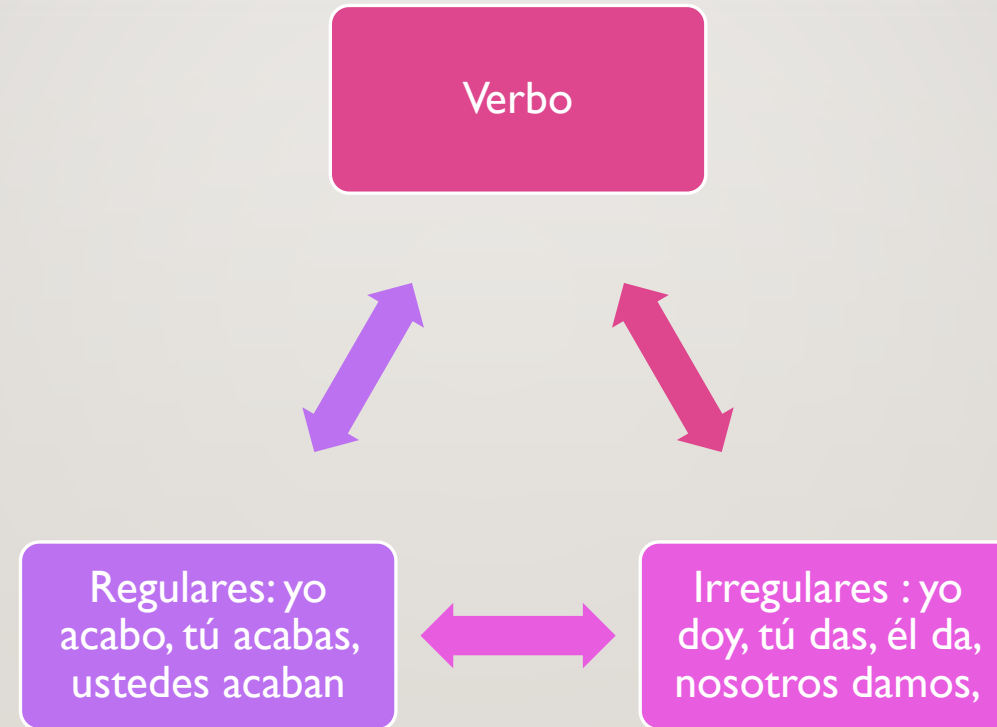 Verbo
Regulares: yo
acabo, tú acabas,
ustedes acaban
Irregulares : yo
doy, tú das, él da,
nosotros damos,